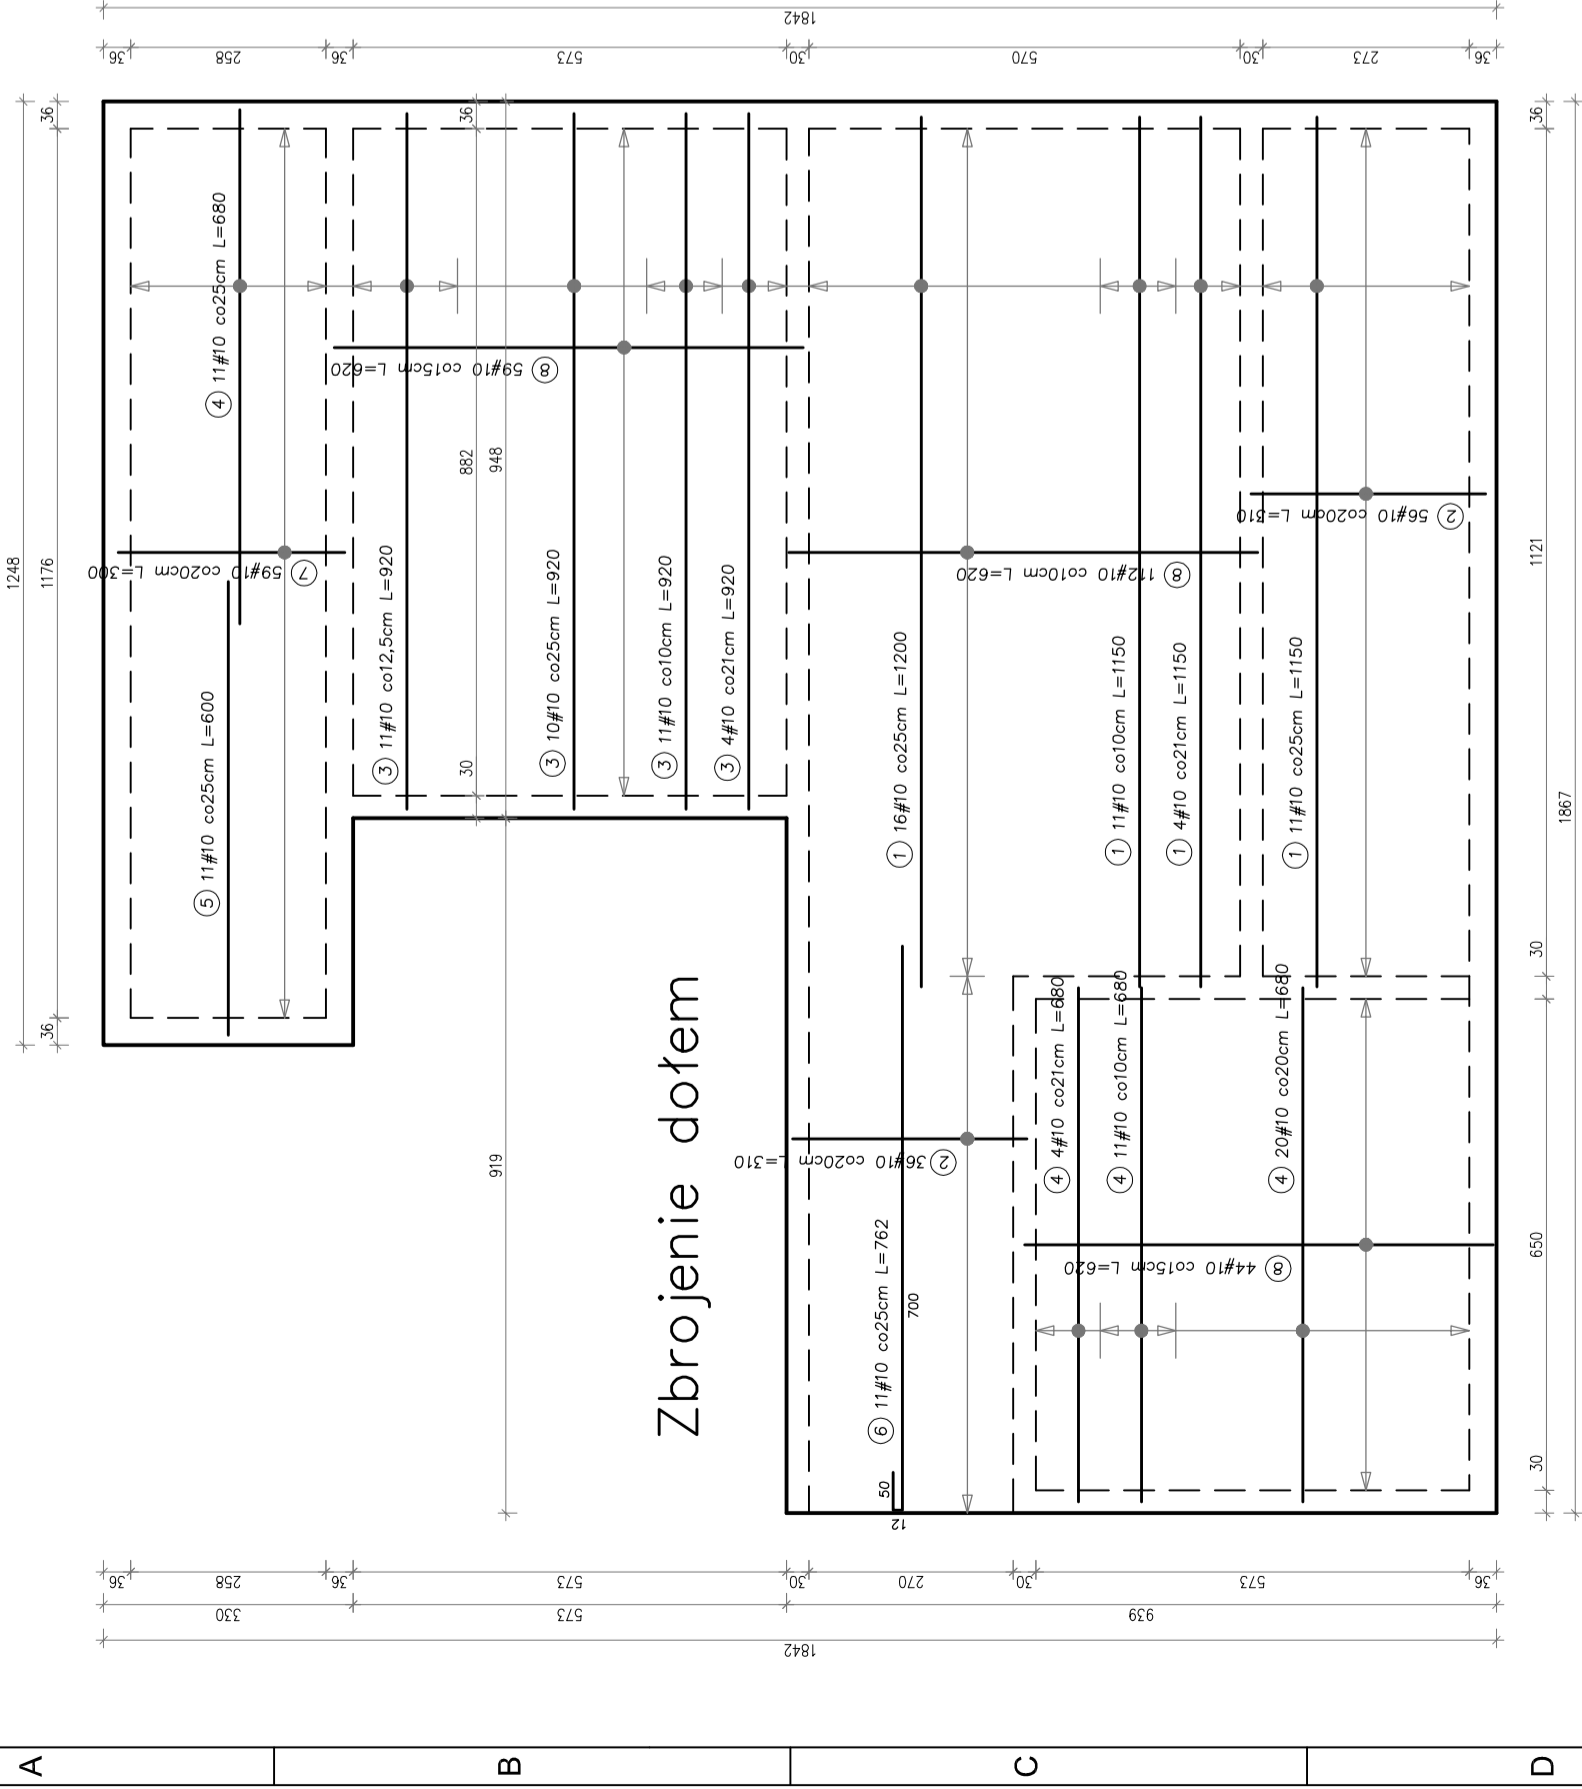 1842
36
258
36
573
30
570
30
273
36
1248
36
1176
36
④ 11#10 co25cm L=680
⑦ 59#10 co20cm L=300
⑤ 11#10 co25cm L=600
36
882
948
30
⑧ 59#10 co15cm L=620
③ 11#10 co12,5cm L=920
③ 10#10 co25cm L=920
③ 11#10 co10cm L=920
③ 4#10 co21cm L=920
⑧ 112#10 co10cm L=620
② 56#10 co20cm L=310
① 16#10 co25cm L=1200
① 11#10 co10cm L=1150
① 4#10 co21cm L=1150
① 11#10 co25cm L=1150
36
1121
30
650
30
1867
Zbrojenie dołem
919
② 36#10 co20cm L=310
④ 4#10 co21cm L=680
④ 11#10 co10cm L=680
④ 20#10 co20cm L=680
⑥ 11#10 co25cm L=762
700
50
12
⑧ 44#10 co15cm L=620
36
258
36
573
30
270
30
573
36
330
573
939
1842
A
B
C
D